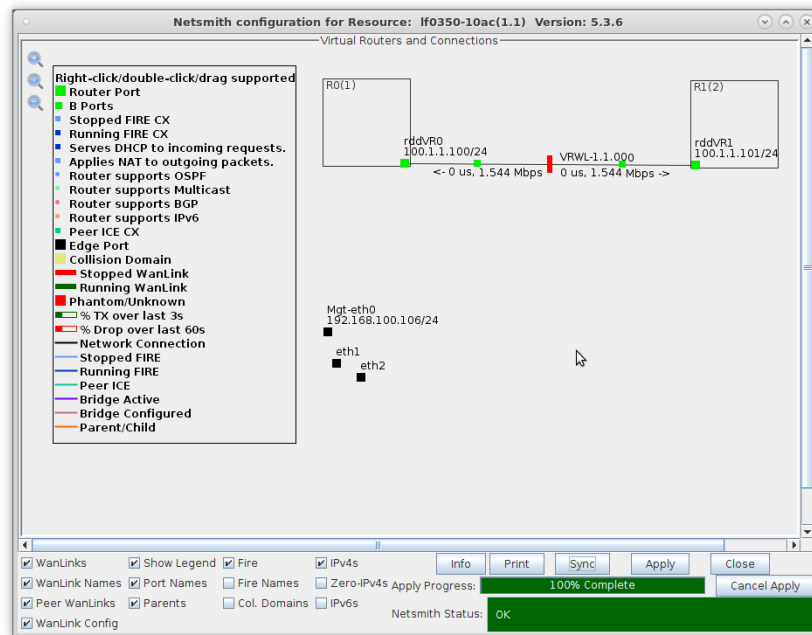 Netsmith configuration for Resource:  lf0350-10ac(1.1)  Version: 5.3.6
Virtual Routers and Connections
Right-click/double-click/drag supported
Router Port
B Ports
Stopped FIRE CX
Running FIRE CX
Serves DHCP to incoming requests.
Applies NAT to outgoing packets.
Router supports OSPF
Router supports Multicast
Router supports BGP
Router supports IPv6
Peer ICE CX
Edge Port
Collision Domain
Stopped WanLink
Running WanLink
Phantom/Unknown
% TX over last 3s
% Drop over last 60s
Network Connection
Stopped FIRE
Running FIRE
Peer ICE
Bridge Active
Bridge Configured
Parent/Child
R0(1)
R1(2)
rddVR0
100.1.1.100/24
VRWL-1.1.000
rddVR1
100.1.1.101/24
<- 0 us, 1.544 Mbps
0 us, 1.544 Mbps ->
Mgt-eth0
192.168.100.106/24
eth1
eth2
WanLinks Show Legend Fire IPv4s Info Print Sync Apply Close
WanLink Names Port Names Fire Names Zero-IPv4s Apply Progress: 100% Complete Cancel Apply
Peer WanLinks Parents Col. Domains IPv6s Netsmith Status: OK
WanLink Config